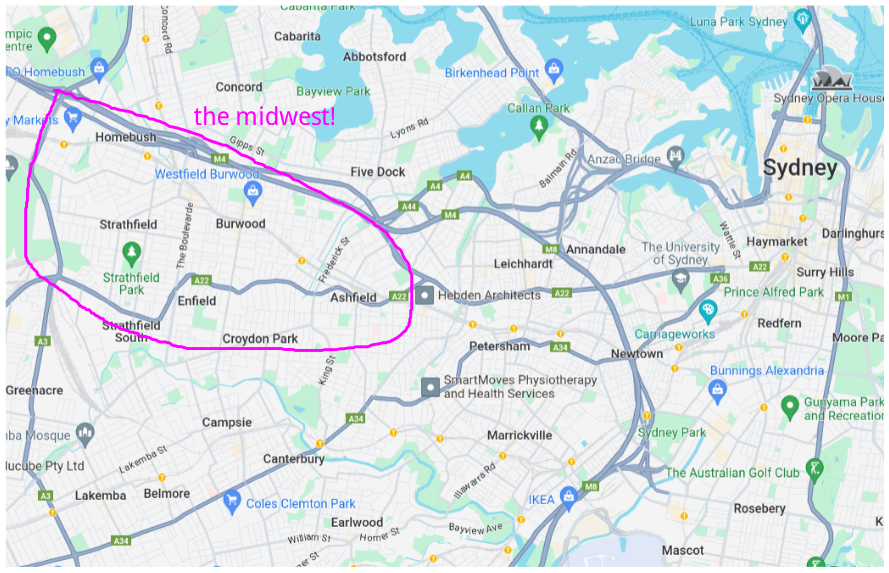 Cabarita Park
Luna Park Sydney
Concord Rd
mpic
entre
Cabarita
Abbotsford
FO Homebush
Birkenhead Point
Concord
Bayview Park
Sydney Opera House
Callan Park
the midwest!
y Markets
Lyons Rd
Homebush
Gipps St
Balmain Rd
Anzac Bridge
M4
Sydney
Westfield Burwood
Five Dock
A4
A4
A44
M4
Strathfield
Burwood
The Boulevarde
Wattle St
Darlinghurs
Haymarket
M8
Annandale
The University
of Sydney
Frederick St
Leichhardt
A22
Surry Hills
Strathfield
Park
A22
A36
Enfield
Ashfield
A22
Hebden Architects
A22
Prince Alfred Park
M1
Strathfield
South
Redfern
Croydon Park
Carriageworks
Moore Pa
A3
Petersham
A34
Newtown
King St
Bunnings Alexandria
Greenacre
SmartMoves Physiotherapy
and Health Services
Gunyama Park
and Recreation
Campsie
A34
ba Mosque
Marrickville
Sydney Park
Lakemba St
Canterbury
lucube Pty Ltd
Illawarra Rd
The Australian Golf Club
M8
Lakemba
Belmore
A3
Coles Clemton Park
IKEA
Rosebery
Earlwood
Bayview Ave
K
A34
William St
Homer St
Mascot
er St